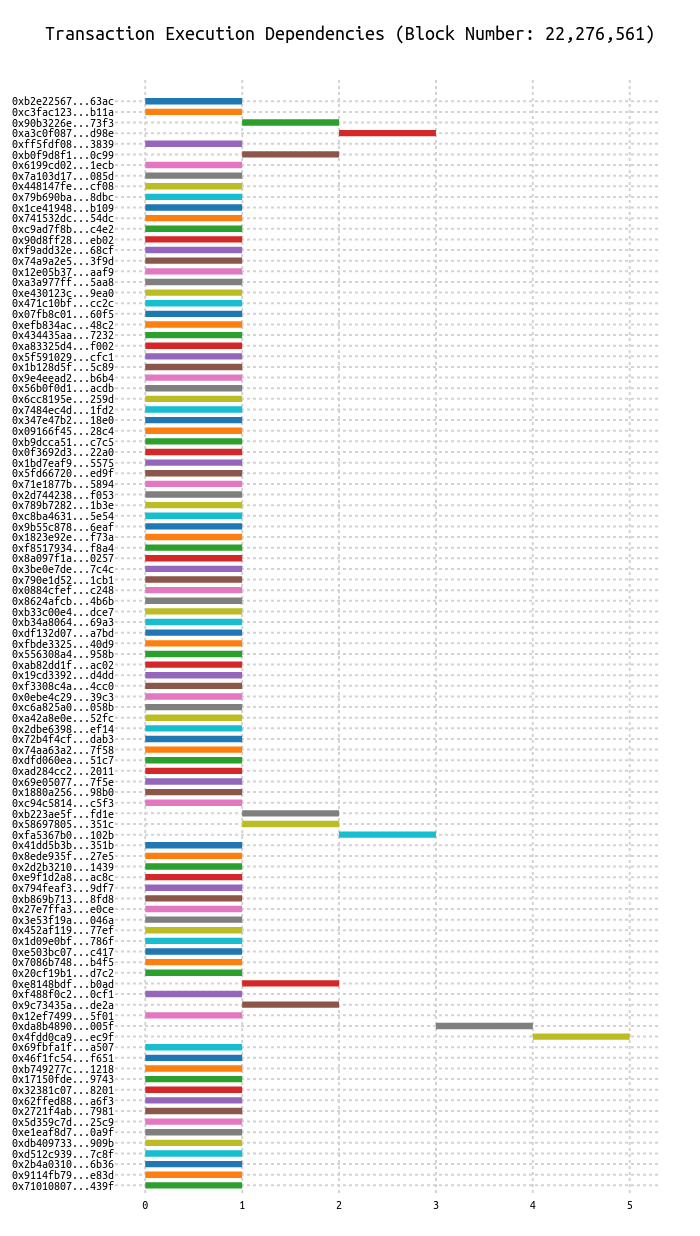 Transaction Execution Dependencies (Block Number: 22,276,561)
0xb2e22567...63ac
0xc3fac123...b11a
0x90b3226e...73f3
0xa3c0f087...d98e
0xff5fdf08...3839
0xb0f9d8f1...0c99
0x6199cd02...1ecb
0x7a103d17...085d
0x448147fe...cf08
0x79b690ba...8dbc
0x1ce41948...b109
0x741532dc...54dc
0xc9ad7f8b...c4e2
0x90d8ff28...eb02
0xf9add32e...68cf
0x74a9a2e5...3f9d
0x12e05b37...aaf9
0xa3a977ff...5aa8
0xe430123c...9ea0
0x471c10bf...cc2c
0x07fb8c01...60f5
0xefb834ac...48c2
0x434435aa...7232
0xa83325d4...f002
0x5f591029...cfc1
0x1b128d5f...5c89
0x9e4eead2...b6b4
0x56b0f0d1...acdb
0x6cc8195e...259d
0x7484ec4d...1fd2
0x347e47b2...18e0
0x09166f45...28c4
0xb9dcca51...c7c5
0x0f3692d3...22a0
0x1bd7eaf9...5575
0x5fd66720...ed9f
0x71e1877b...5894
0x2d744238...f053
0x789b7282...1b3e
0xc8ba4631...5e54
0x9b55c878...6eaf
0x1823e92e...f73a
0xf8517934...f8a4
0x8a097f1a...0257
0x3be0e7de...7c4c
0x790e1d52...1cb1
0x0884cfef...c248
0x8624afcb...4b6b
0xb33c00e4...dce7
0xb34a8064...69a3
0xdf132d07...a7bd
0xfbde3325...40d9
0x556308a4...958b
0xab82dd1f...ac02
0x19cd3392...d4dd
0xf3308c4a...4cc0
0x0ebe4c29...39c3
0xc6a825a0...058b
0xa42a8e0e...52fc
0x2dbe6398...ef14
0x72b4f4cf...dab3
0x74aa63a2...7f58
0xdfd060ea...51c7
0xad284cc2...2011
0x69e05077...7f5e
0x1880a256...98b0
0xc94c5814...c5f3
0xb223ae5f...fd1e
0x58697805...351c
0xfa5367b0...102b
0x41dd5b3b...351b
0x8ede935f...27e5
0x2d2b3210...1439
0xe9f1d2a8...ac8c
0x794feaf3...9df7
0xb869b713...8fd8
0x27e7ffa3...e0ce
0x3e53f19a...046a
0x452af119...77ef
0x1d09e0bf...786f
0xe503bc07...c417
0x7086b748...b4f5
0x20cf19b1...d7c2
0xe8148bdf...b0ad
0xf488f0c2...0cf1
0x9c73435a...de2a
0x12ef7499...5f01
0xda8b4890...005f
0x4fdd0ca9...ec9f
0x69fbfa1f...a507
0x46f1fc54...f651
0xb749277c...1218
0x17150fde...9743
0x32381c07...8201
0x62ffed88...a6f3
0x2721f4ab...7981
0x5d359c7d...25c9
0xe1eaf8d7...0a9f
0xdb409733...909b
0xd512c939...7c8f
0x2b4a0310...6b36
0x9114fb79...e83d
0x71010807...439f
0 1 2 3 4 5